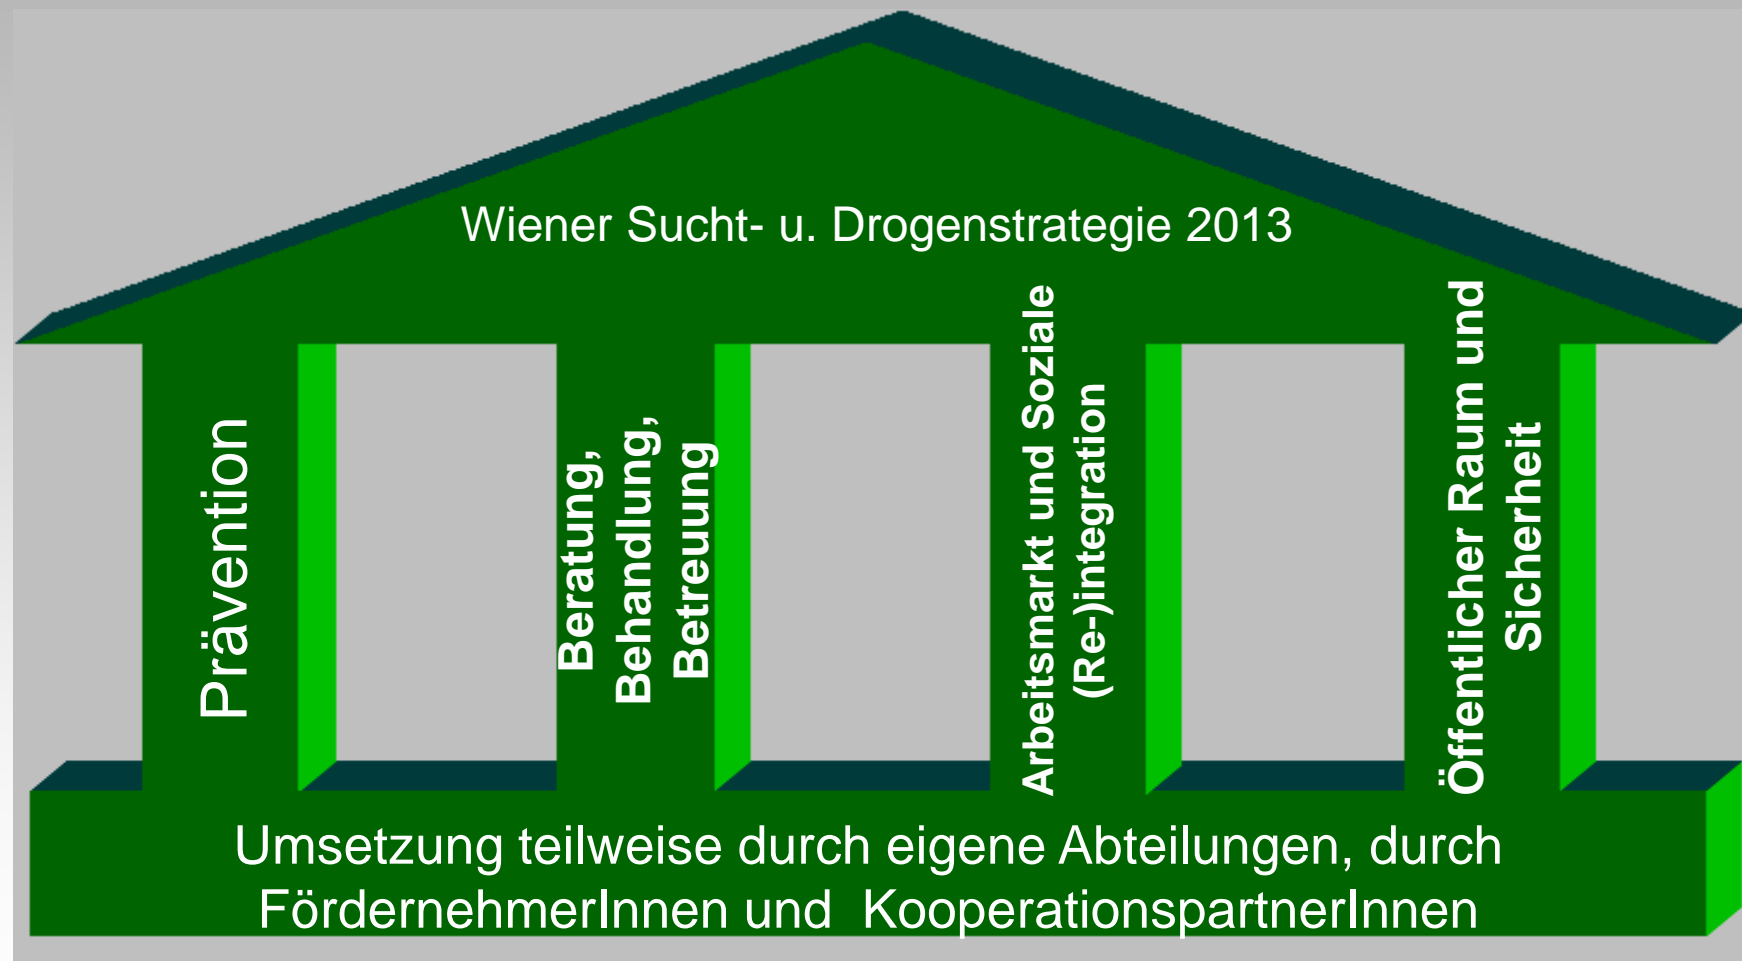 Wiener Sucht- u. Drogenstrategie 2013
Prävention
Beratung,
Behandlung,
Betreuung
Arbeitsmarkt und Soziale
(Re-)integration
Öffentlicher Raum und
Sicherheit
Umsetzung teilweise durch eigene Abteilungen, durch
FördernehmerInnen und KooperationspartnerInnen